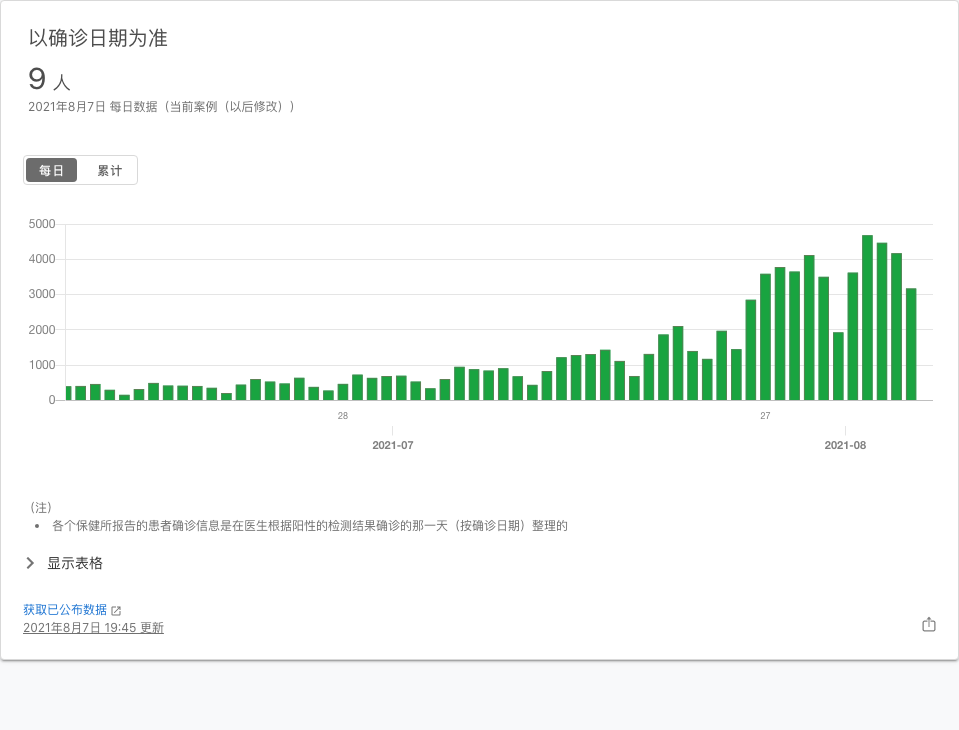 以确诊日期为准
9 人
2021年8月7日 每日数据（当前案例（以后修改））
每日 累计
5000
4000
3000
2000
1000
0
28 27
2021-07 2021-08
（注）
• 各个保健所报告的患者确诊信息是在医生根据阳性的检测结果确诊的那一天（按确诊日期）整理的
显示表格
获取已公布数据
2021年8月7日 19:45 更新